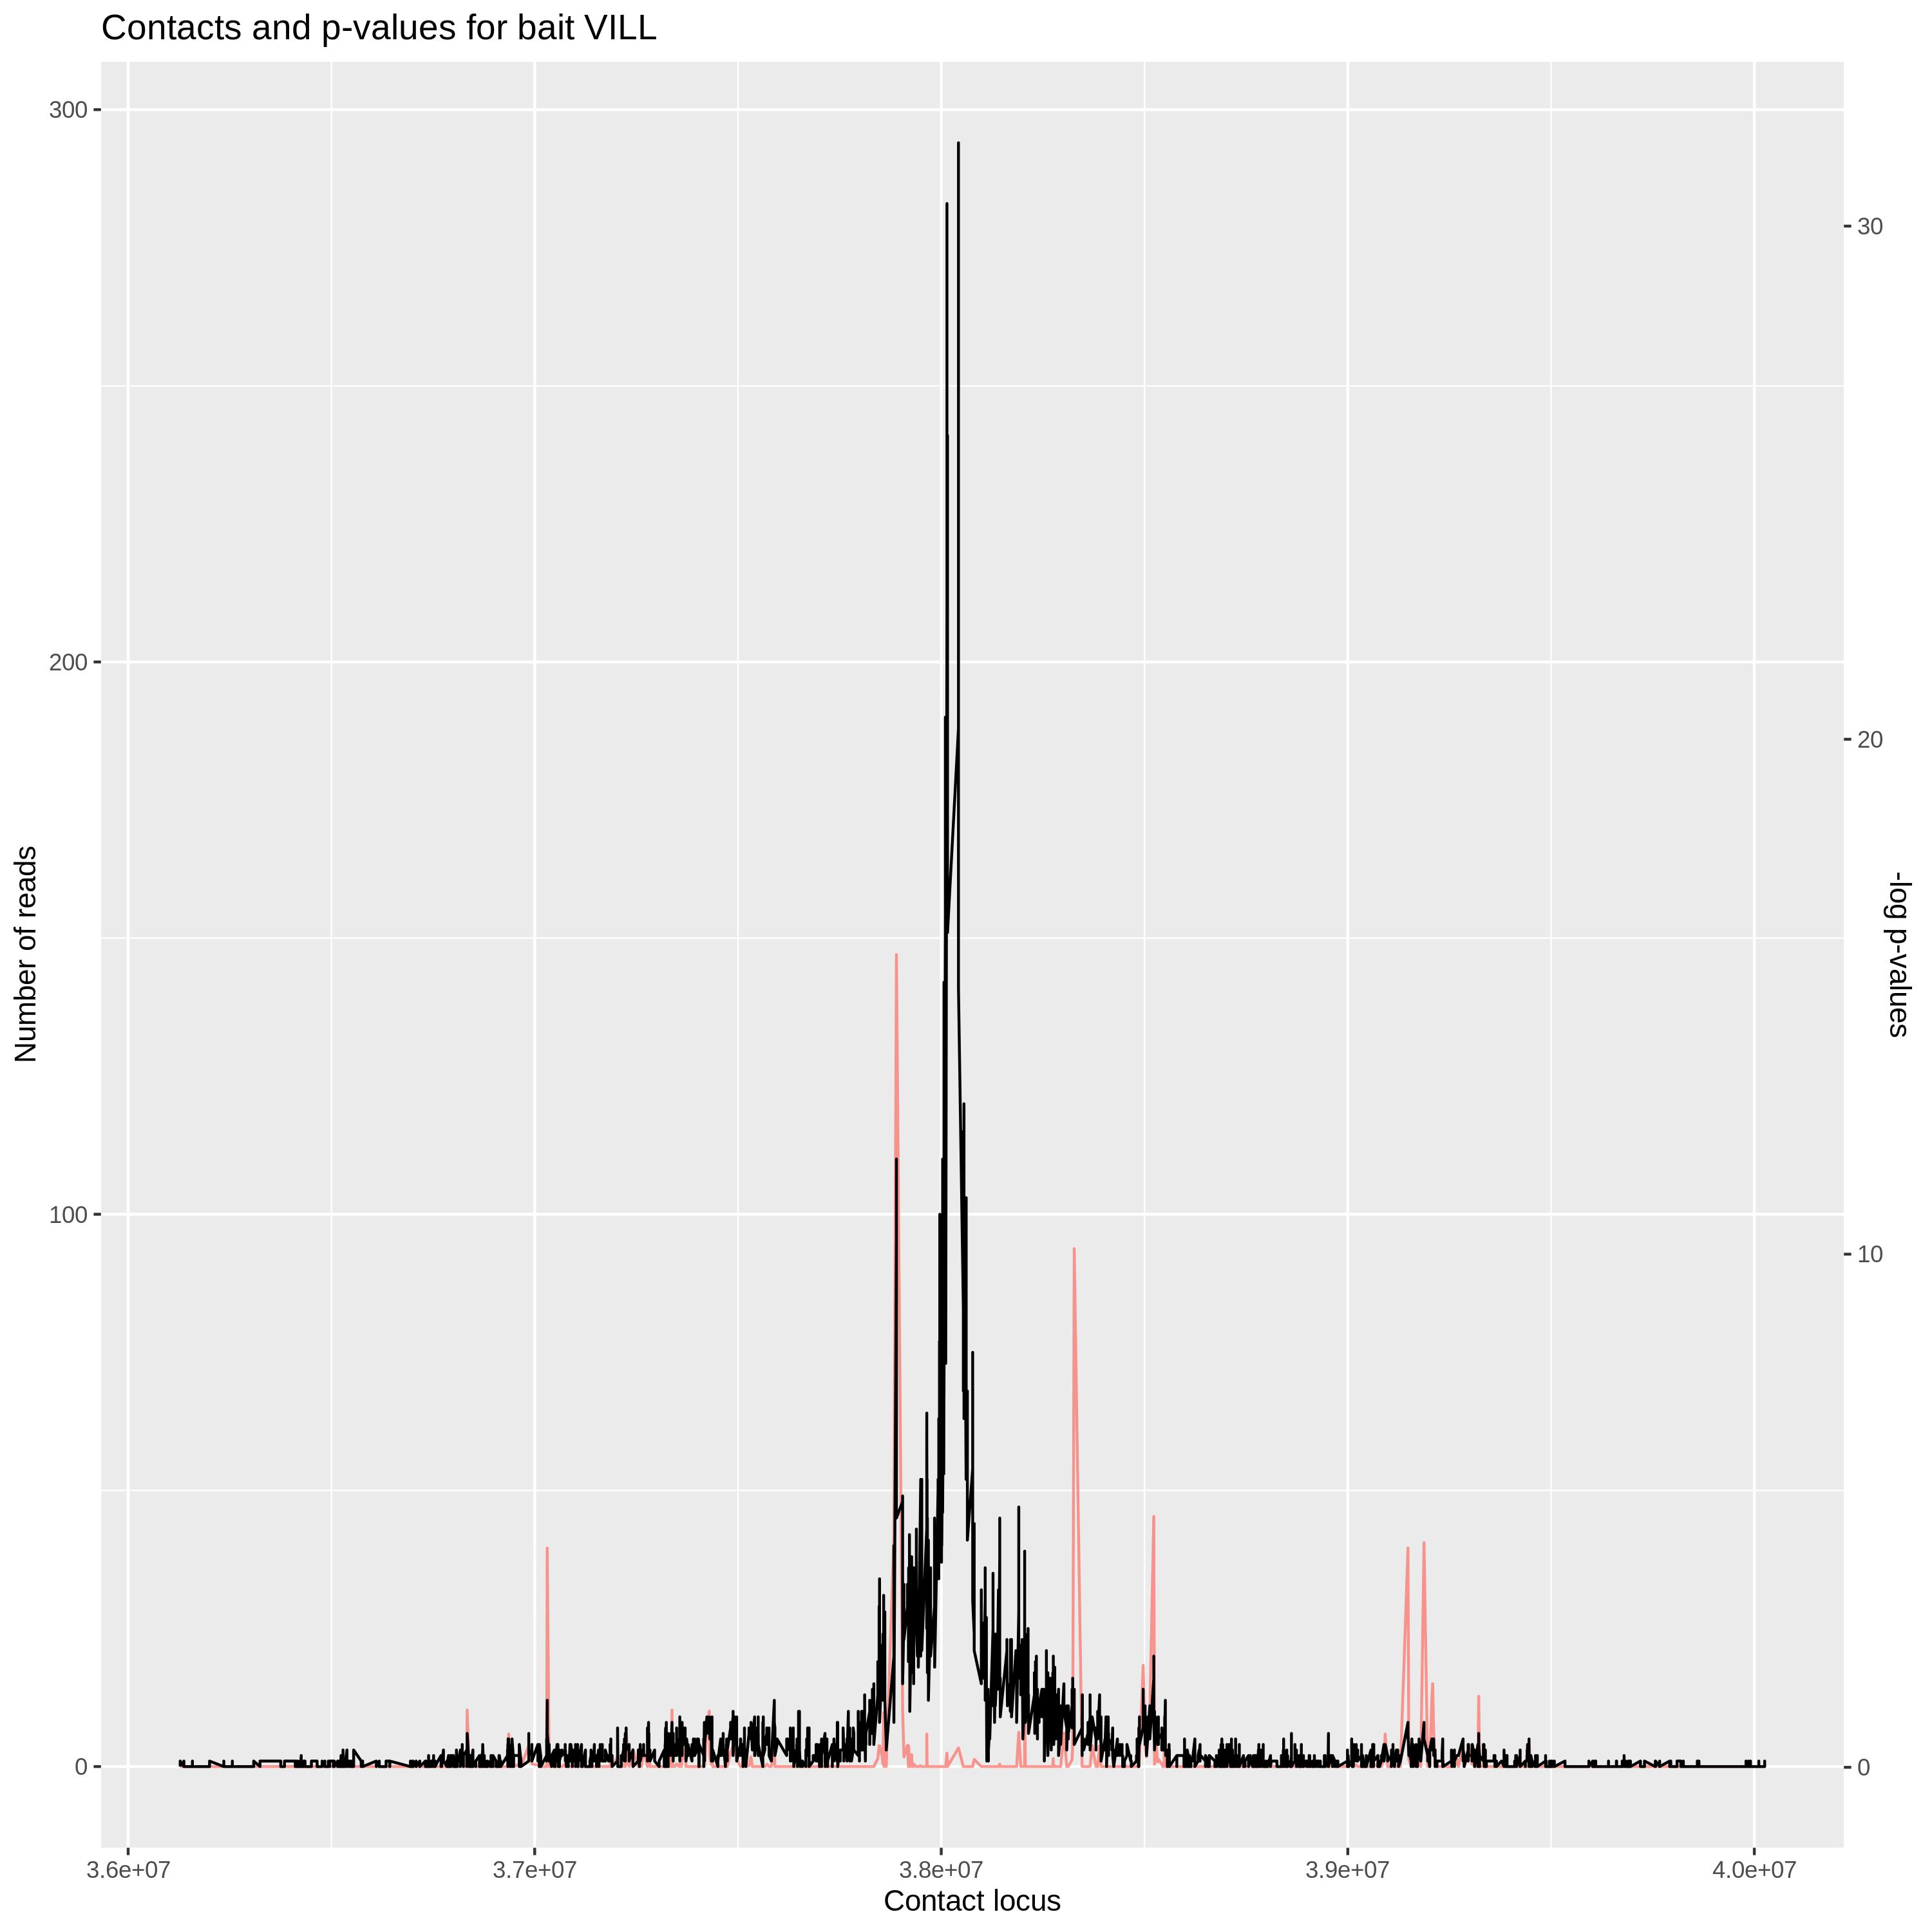 Contacts and p-values for bait VILL
300
200
100
0
30
20
10
0
Number of reads
-log p-values
3.6e+07
3.7e+07
3.8e+07
3.9e+07
4.0e+07
Contact locus